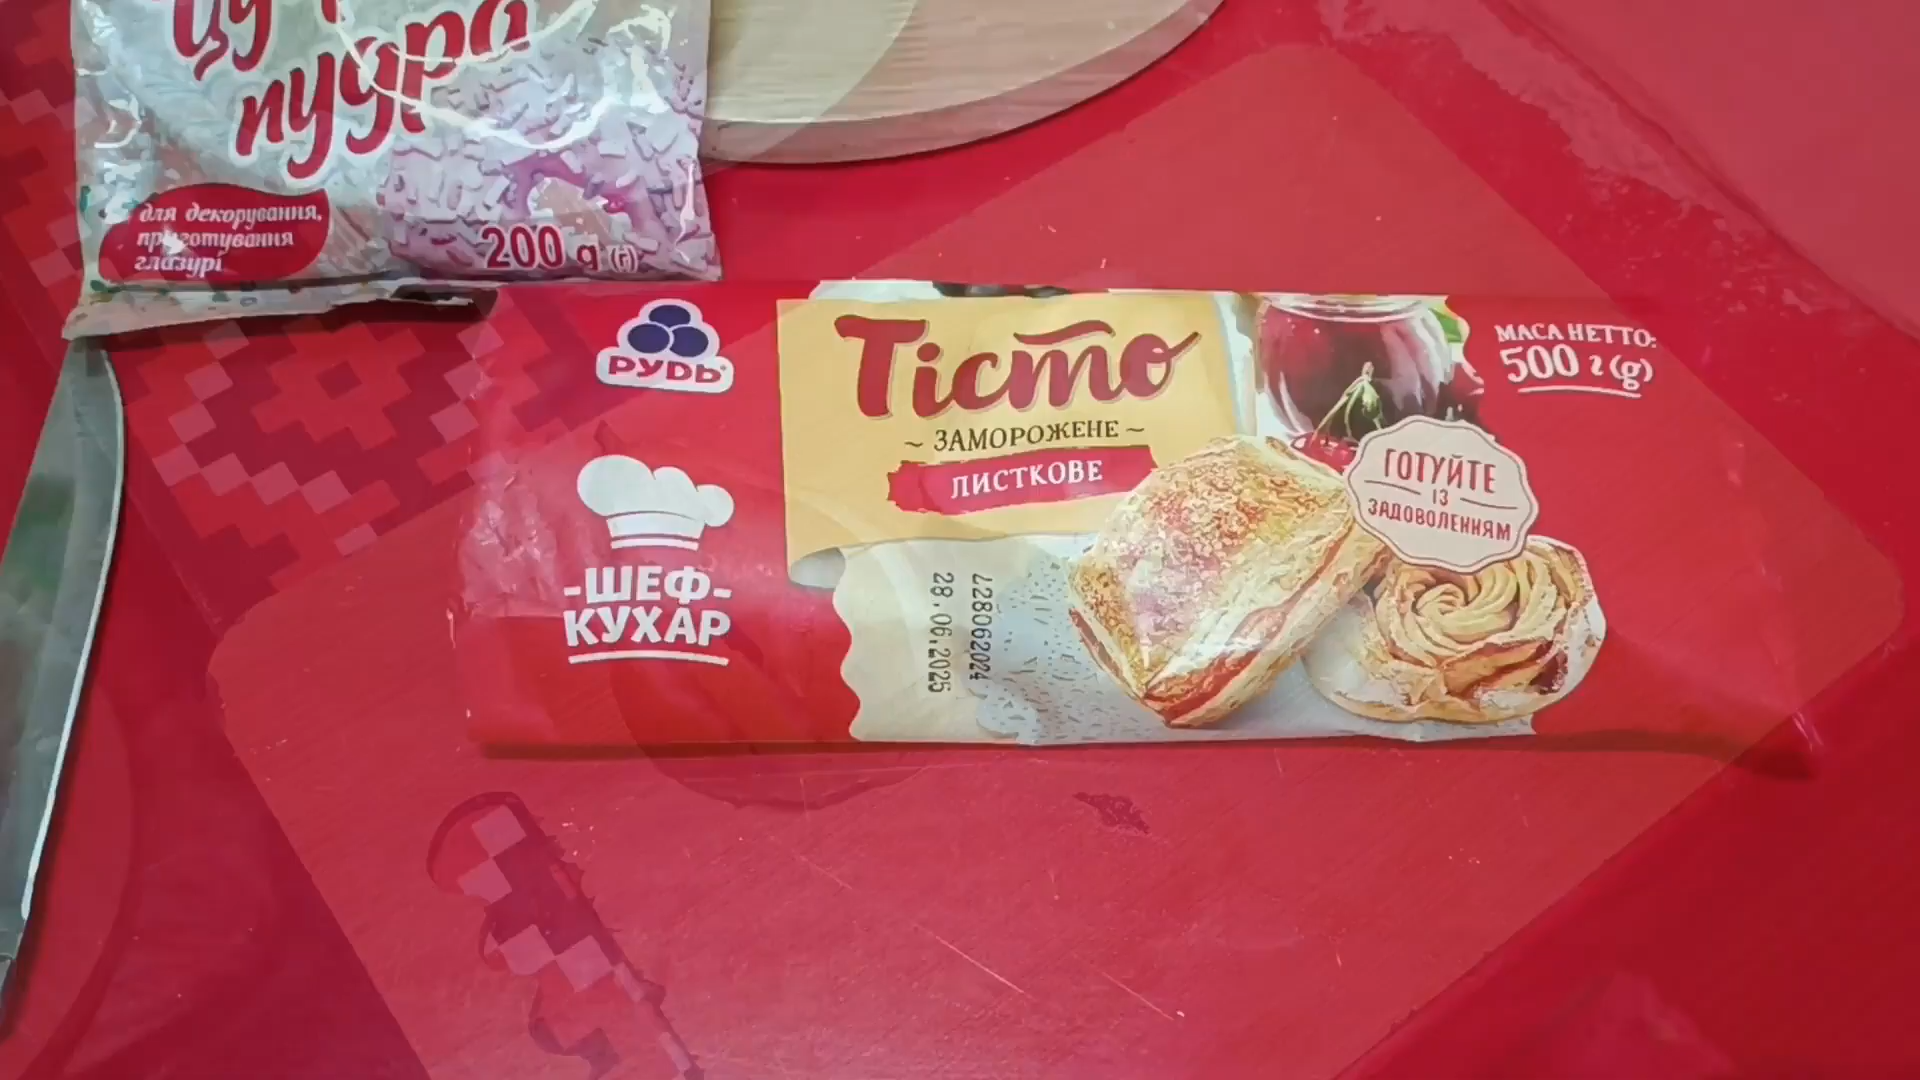 пудра
для декорування,
приготування
глазурі
200 g (г)
РУДЬ
Тісто
~ ЗАМОРОЖЕНЕ ~
ЛИСТКОВЕ
МАСА НЕТТО:
500 г (g)
ГОТУЙТЕ
ІЗ
ЗАДОВОЛЕННЯМ
-ШЕФ-
КУХАР
28.06.2025